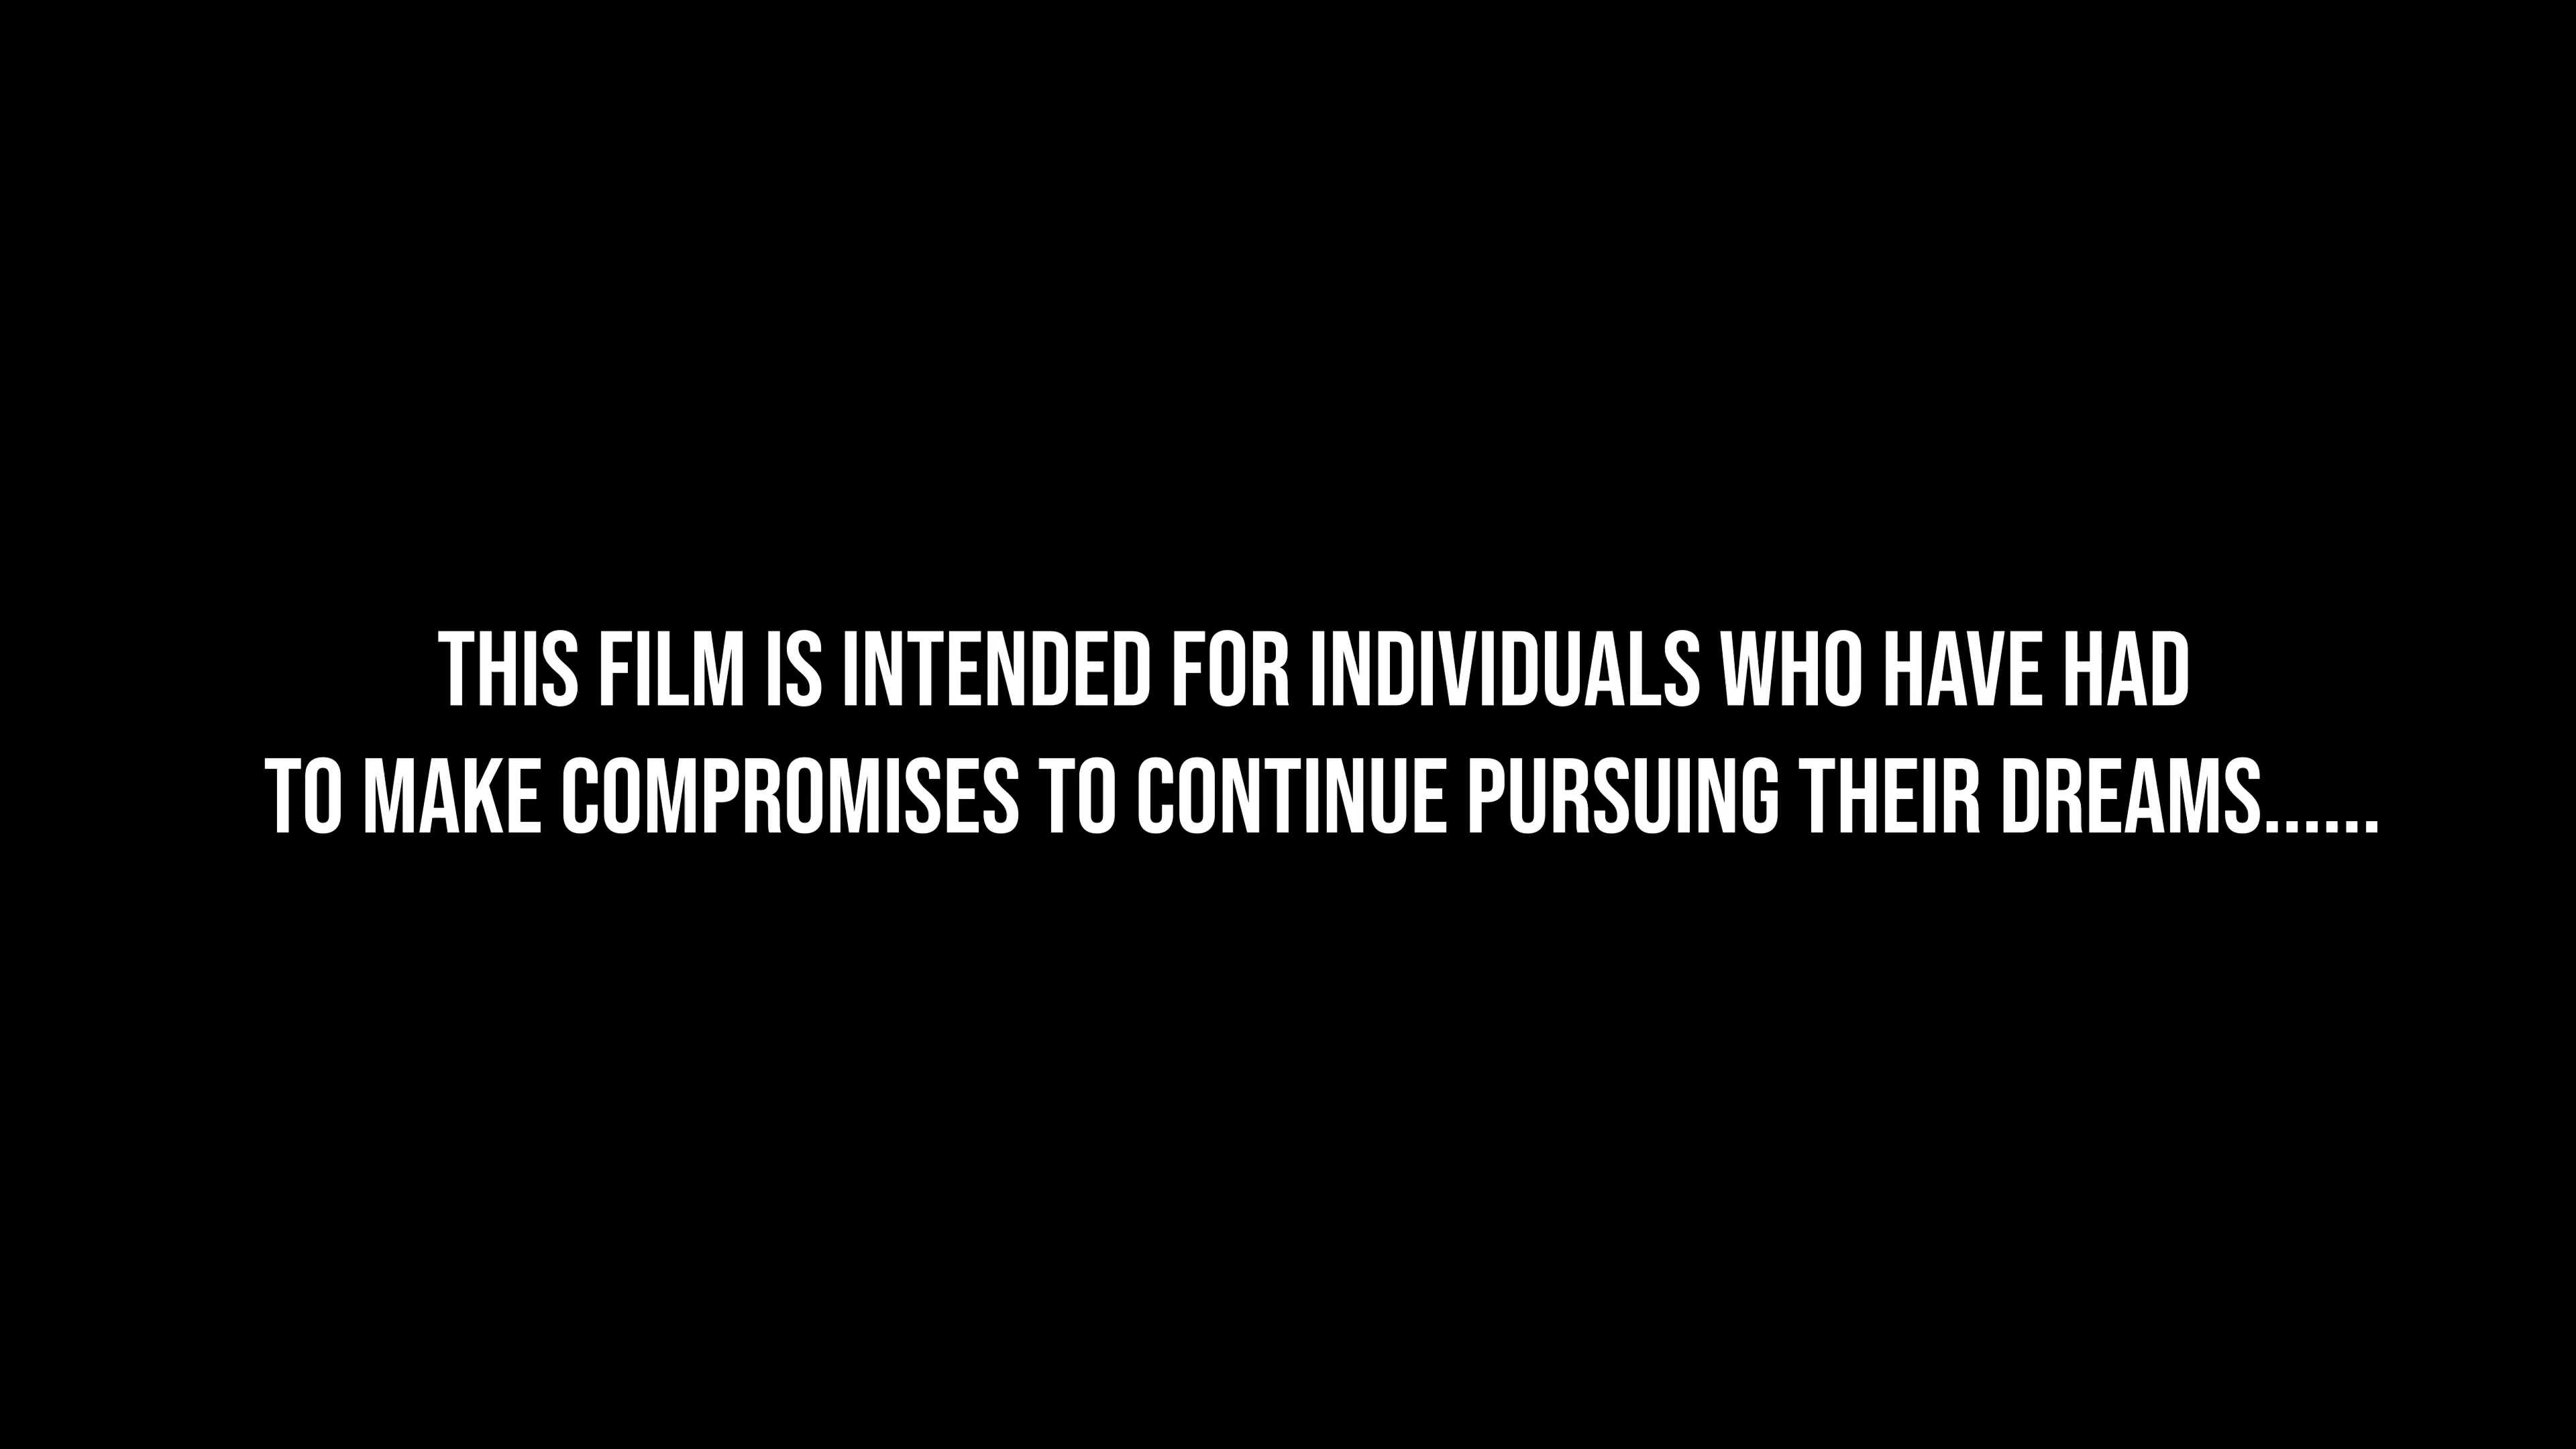 THIS FILM IS INTENDED FOR INDIVIDUALS WHO HAVE HAD
TO MAKE COMPROMISES TO CONTINUE PURSUING THEIR DREAMS......